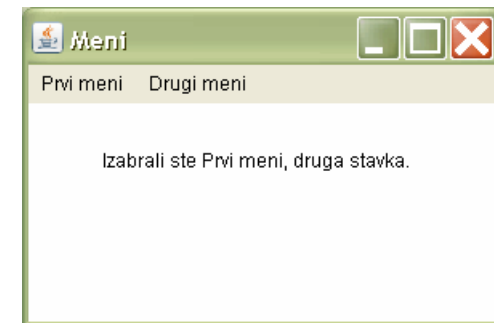 Meni
Prvi meni Drugi meni
Izabrali ste Prvi meni, druga stavka.